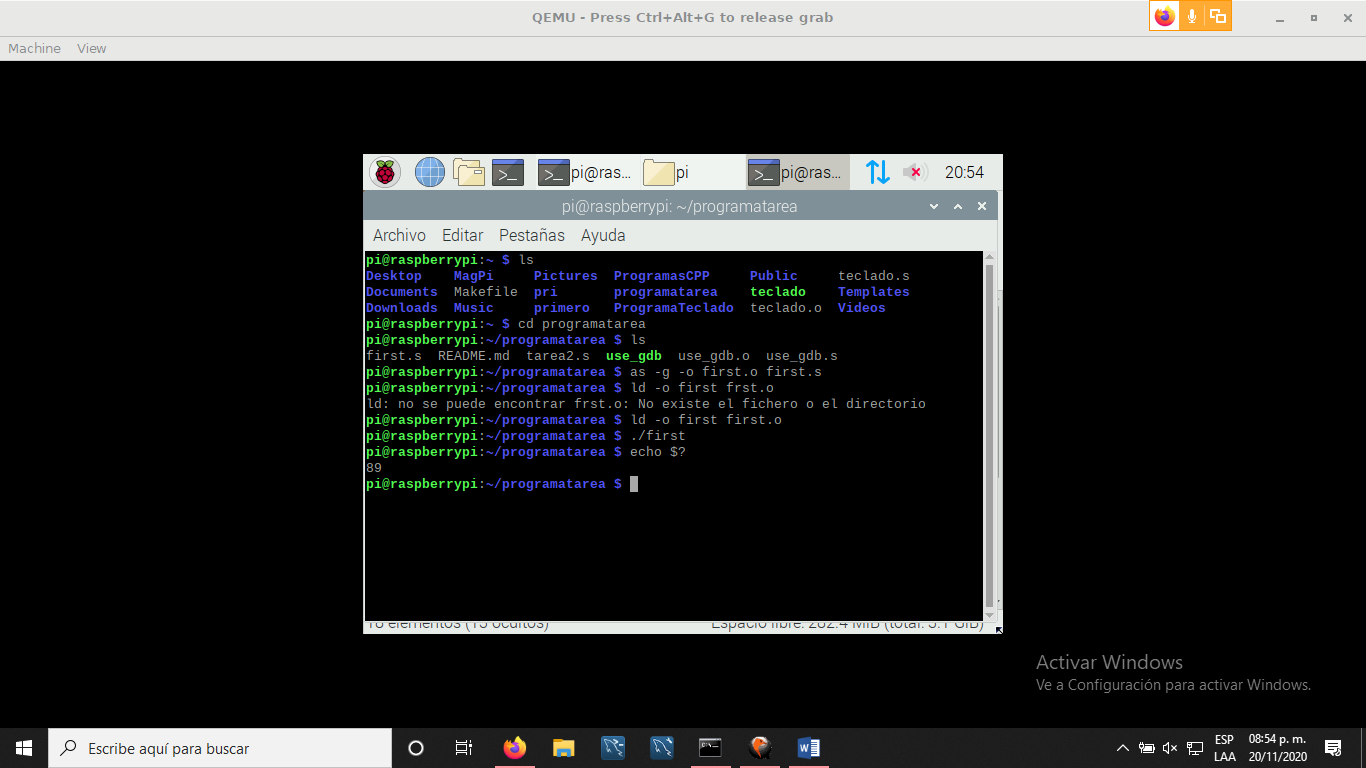 QEMU - Press Ctrl+Alt+G to release grab
Machine View
pi@ras... pi pi@ras... 20:54
pi@raspberrypi: ~/programatarea
Archivo Editar Pestañas Ayuda
pi@raspberrypi:~ $ ls
Desktop MagPi Pictures ProgramasCPP Public teclado.s
Documents Makefile pri programatarea teclado Templates
Downloads Music primero ProgramaTeclado teclado.o Videos
pi@raspberrypi:~ $ cd programatarea
pi@raspberrypi:~/programatarea $ ls
first.s README.md tarea2.s use_gdb use_gdb.o use_gdb.s
pi@raspberrypi:~/programatarea $ as -g -o first.o first.s
pi@raspberrypi:~/programatarea $ ld -o first frst.o
ld: no se puede encontrar frst.o: No existe el fichero o el directorio
pi@raspberrypi:~/programatarea $ ld -o first first.o
pi@raspberrypi:~/programatarea $ ./first
pi@raspberrypi:~/programatarea $ echo $?
89
pi@raspberrypi:~/programatarea $
elementos (15 ocultos) Espacio libre: 282.4 MiB (total: GiB)
Activar Windows
Ve a Configuración para activar Windows.
Escribe aquí para buscar
ESP 08:54 p. m.
LAA 20/11/2020